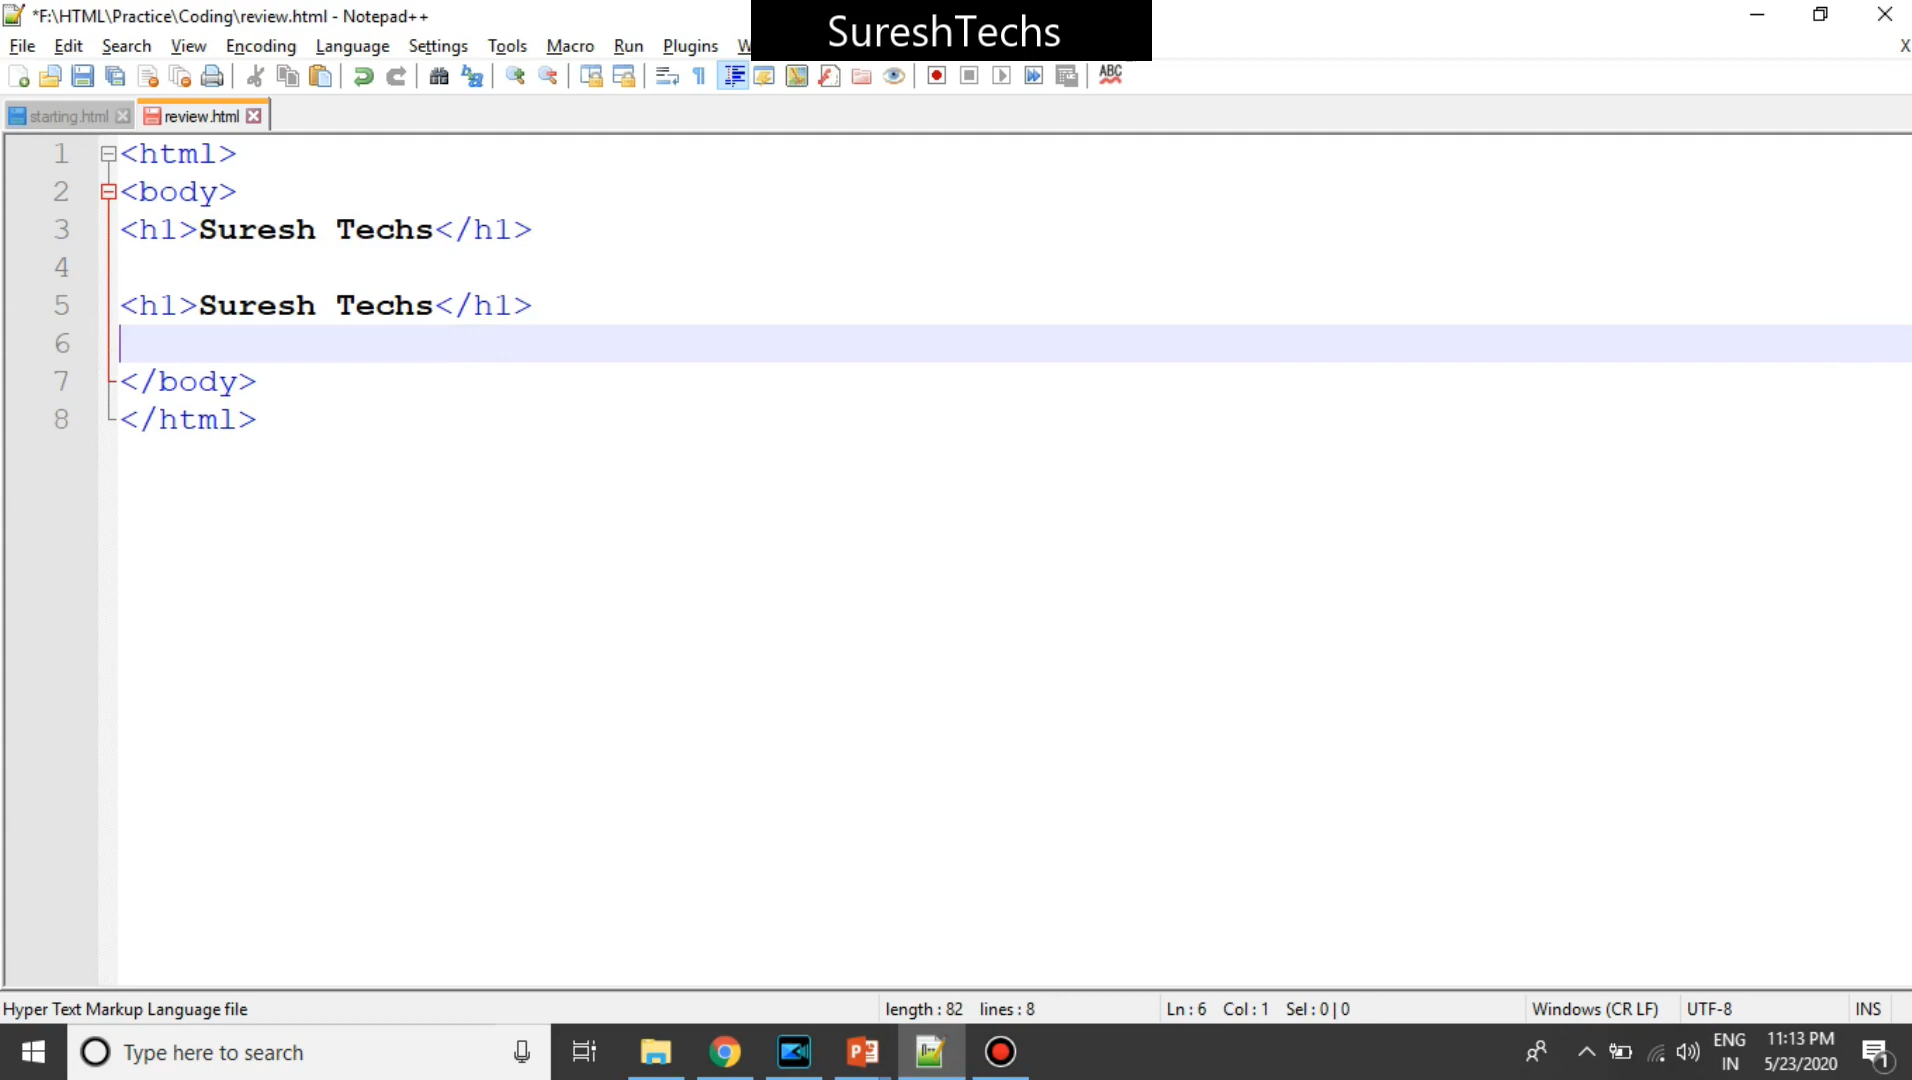 *F:\HTML\Practice\Coding\review.html - Notepad++
SureshTechs
File Edit Search View Encoding Language Settings Tools Macro Run Plugins
X
ABC
starting.html review.html
1 <html>
2 <body>
3 <h1>Suresh Techs</h1>
4
5 <h1>Suresh Techs</h1>
6
7 </body>
8 </html>
Hyper Text Markup Language file length : 82 lines : 8 Ln : 6 Col : 1 Sel : 0 | 0 Windows (CR LF) UTF-8 INS
Type here to search
ENG 11:13 PM
IN 5/23/2020 1